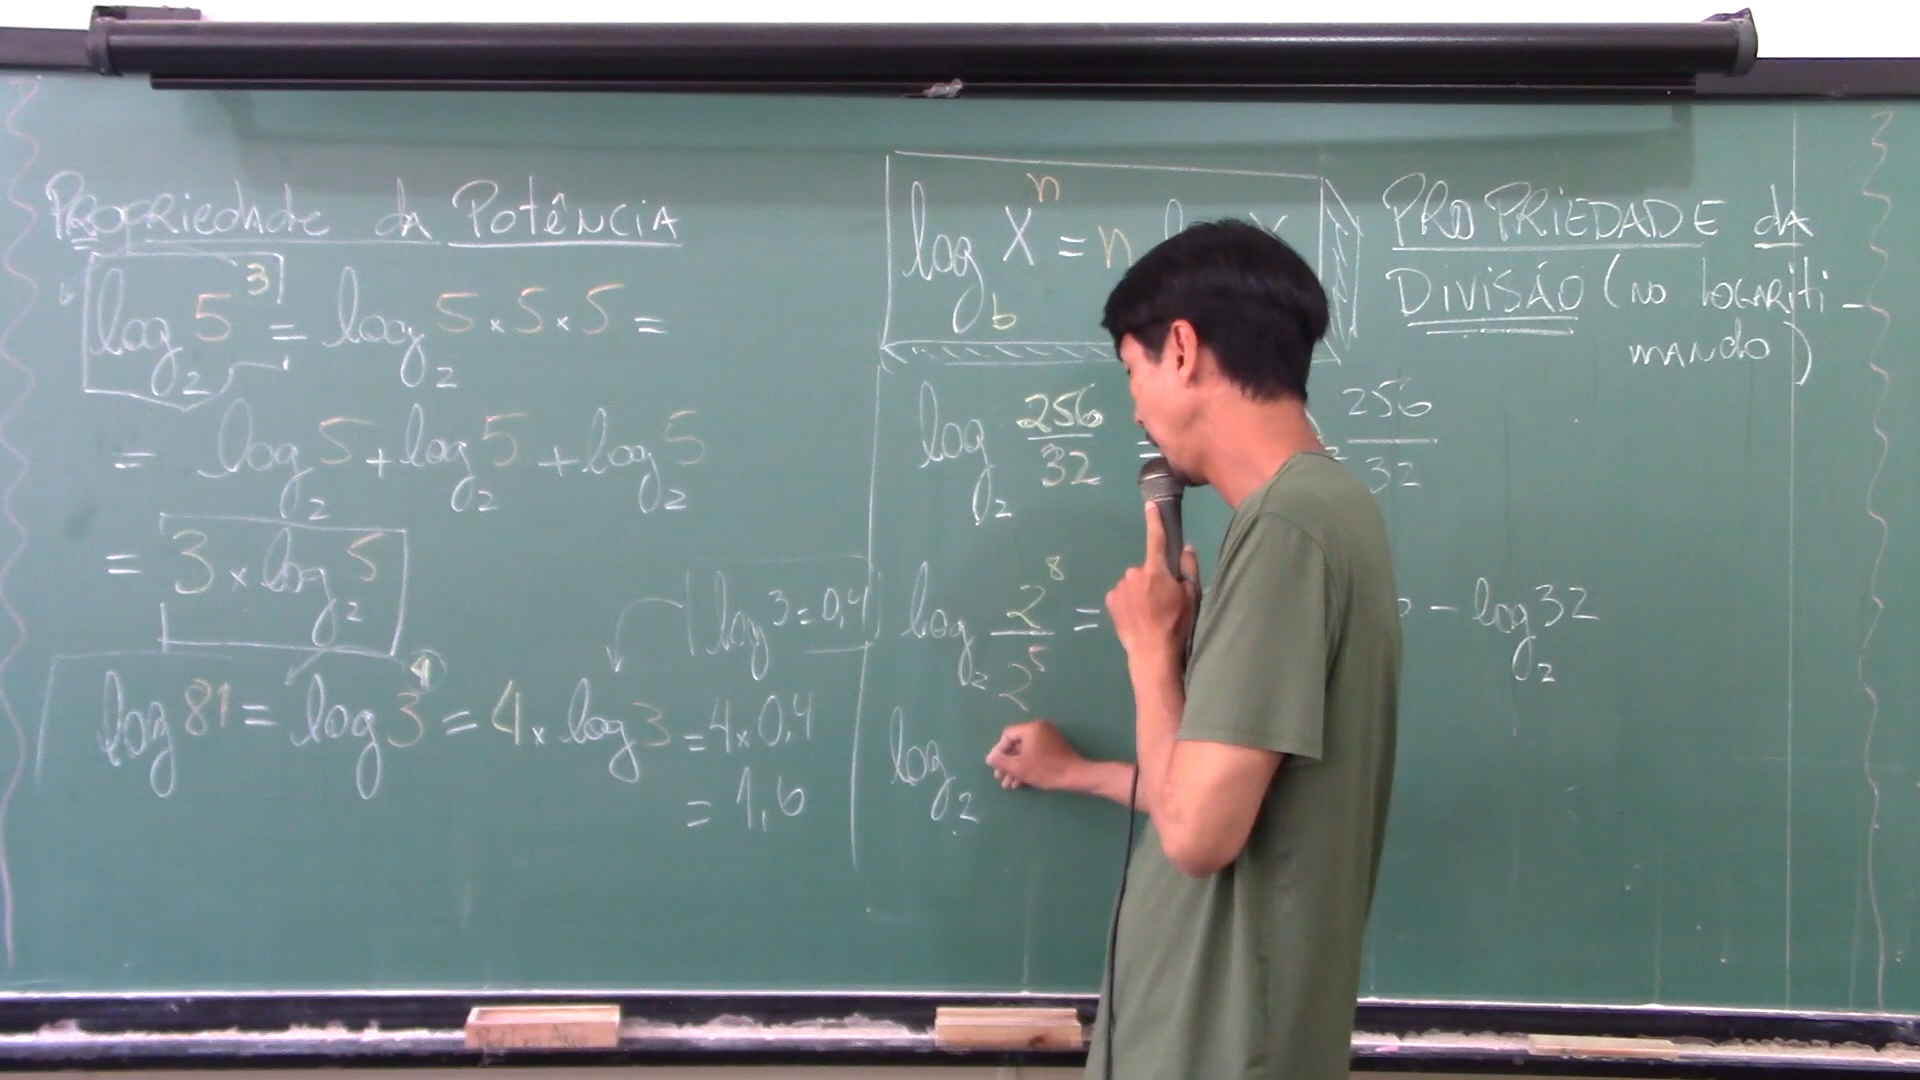 Propriedade da Potência
log₂ 5³ = log₂ 5 × 5 × 5 =
= log₂ 5 + log₂ 5 + log₂ 5
= 3 × log₂ 5
log 3 = 0,4
log 81 = log 3⁴ = 4 × log 3 = 4 × 0,4
= 1,6
log_b Xⁿ = n
log₂ 256/32 =
log₂ 2⁸/2⁵ =
log₂
PROPRIEDADE da
DIVISÃO (no logariti-
mando)
256/32
- log₂ 32